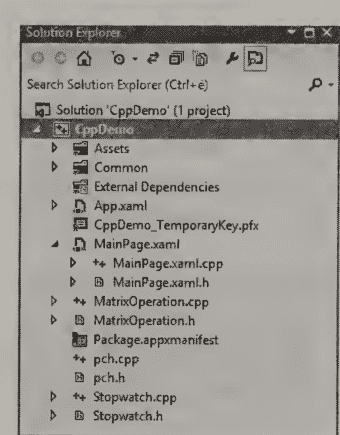 Solution Explorer
Search Solution Explorer (Ctrl+è)
Solution 'CppDemo' (1 project)
CppDemo
Assets
Common
External Dependencies
App.xaml
CppDemo_TemporaryKey.pfx
MainPage.xaml
++ MainPage.xaml.cpp
MainPage.xaml.h
++ MatrixOperation.cpp
MatrixOperation.h
Package.appxmanifest
++ pch.cpp
pch.h
++ Stopwatch.cpp
Stopwatch.h